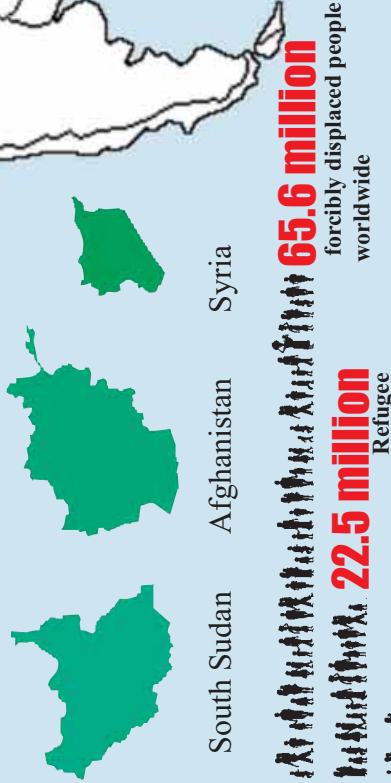 South Sudan
Afghanistan
Syria
65.6 million
forcibly displaced people
worldwide
22.5 million
Refugee